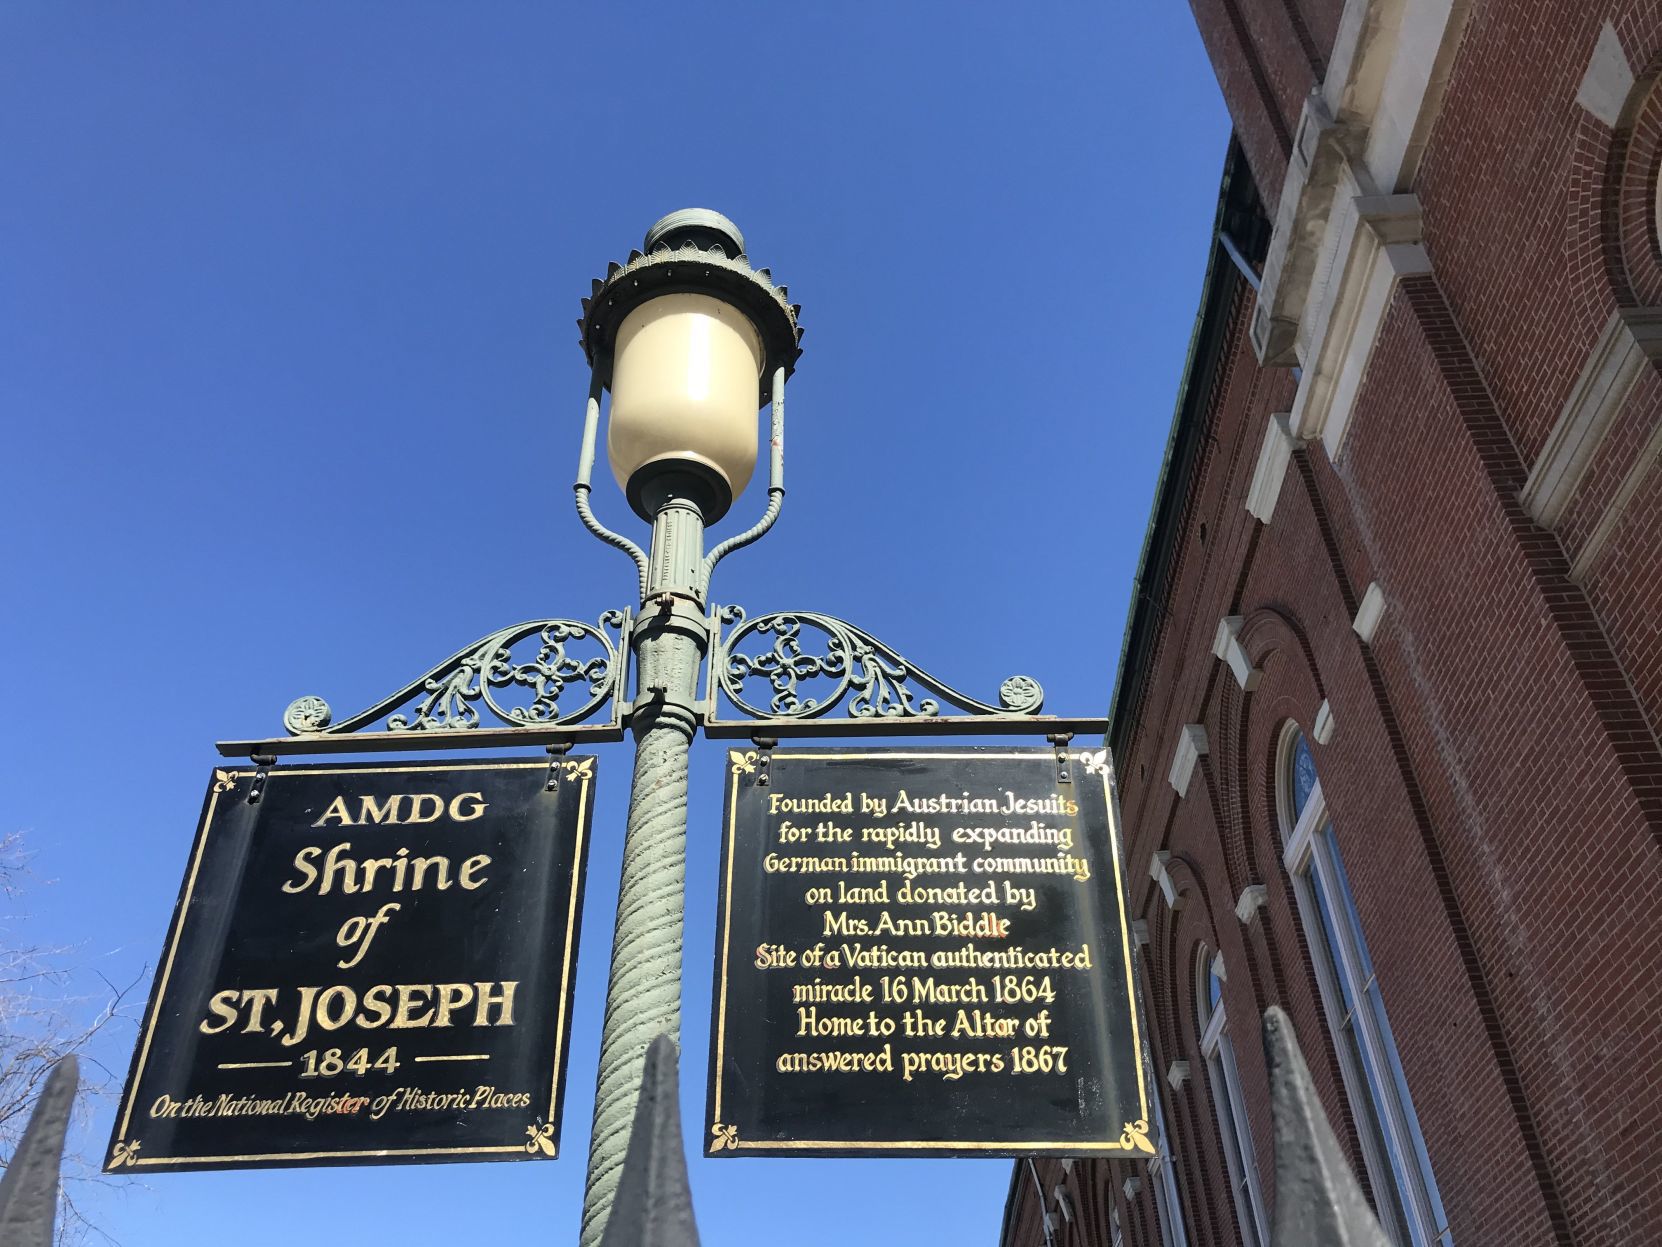 AMDG
Shrine
of
ST. JOSEPH
1844
On the National Register of Historic Places
Founded by Austrian Jesuits
for the rapidly expanding
German immigrant community
on land donated by
Mrs. Ann Biddle
Site of a Vatican authenticated
miracle 16 March 1864
Home to the Altar of
answered prayers 1867